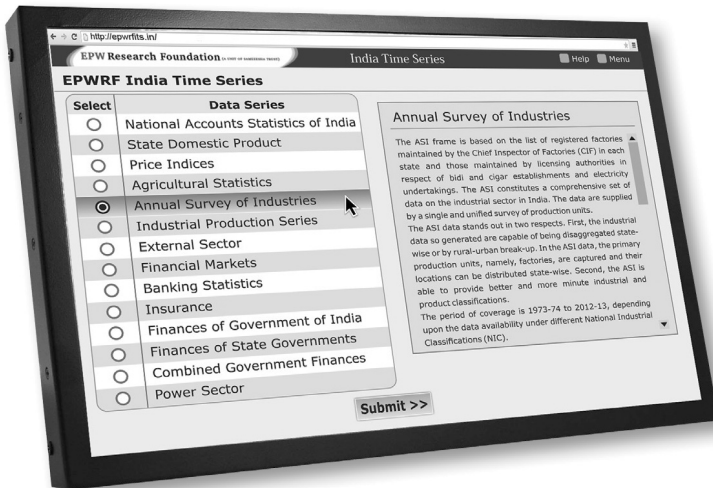 http://epwrfits.in/
EPW Research Foundation
India Time Series
Help
Menu
EPWRF India Time Series
Select
Data Series
National Accounts Statistics of India
State Domestic Product
Price Indices
Agricultural Statistics
Annual Survey of Industries
Industrial Production Series
External Sector
Financial Markets
Banking Statistics
Insurance
Finances of Government of India
Finances of State Governments
Combined Government Finances
Power Sector
Annual Survey of Industries
The ASI frame is based on the list of registered factories
maintained by the Chief Inspector of Factories (CIF) in each
state and those maintained by licensing authorities in
respect of bidi and cigar establishments and electricity
undertakings. The ASI constitutes a comprehensive set of
data on the industrial sector in India. The data are supplied
by a single and unified survey of production units.
The ASI data stands out in two respects. First, the industrial
data so generated are capable of being disaggregated state-
wise or by rural-urban break-up. In the ASI data, the primary
production units, namely, factories, are captured and their
locations can be distributed state-wise. Second, the ASI is
able to provide better and more minute industrial and
product classifications.
The period of coverage is 1973-74 to 2012-13, depending
upon the data availability under different National Industrial
Classifications (NIC).
Submit >>